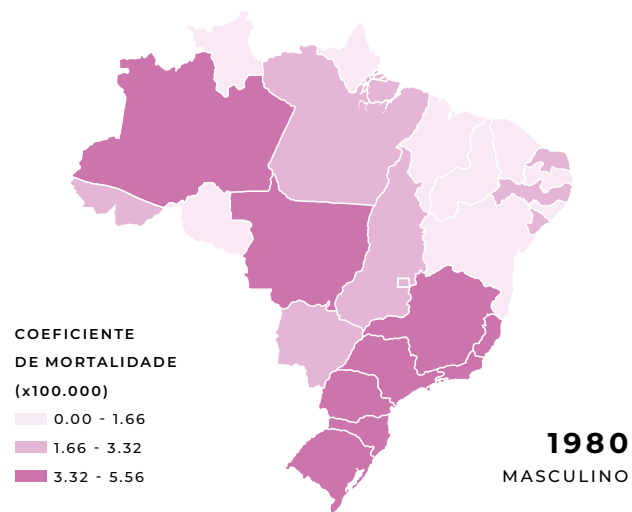 COEFICIENTE
DE MORTALIDADE
(x100.000)
0.00 - 1.66
1.66 - 3.32
3.32 - 5.56
1980
MASCULINO